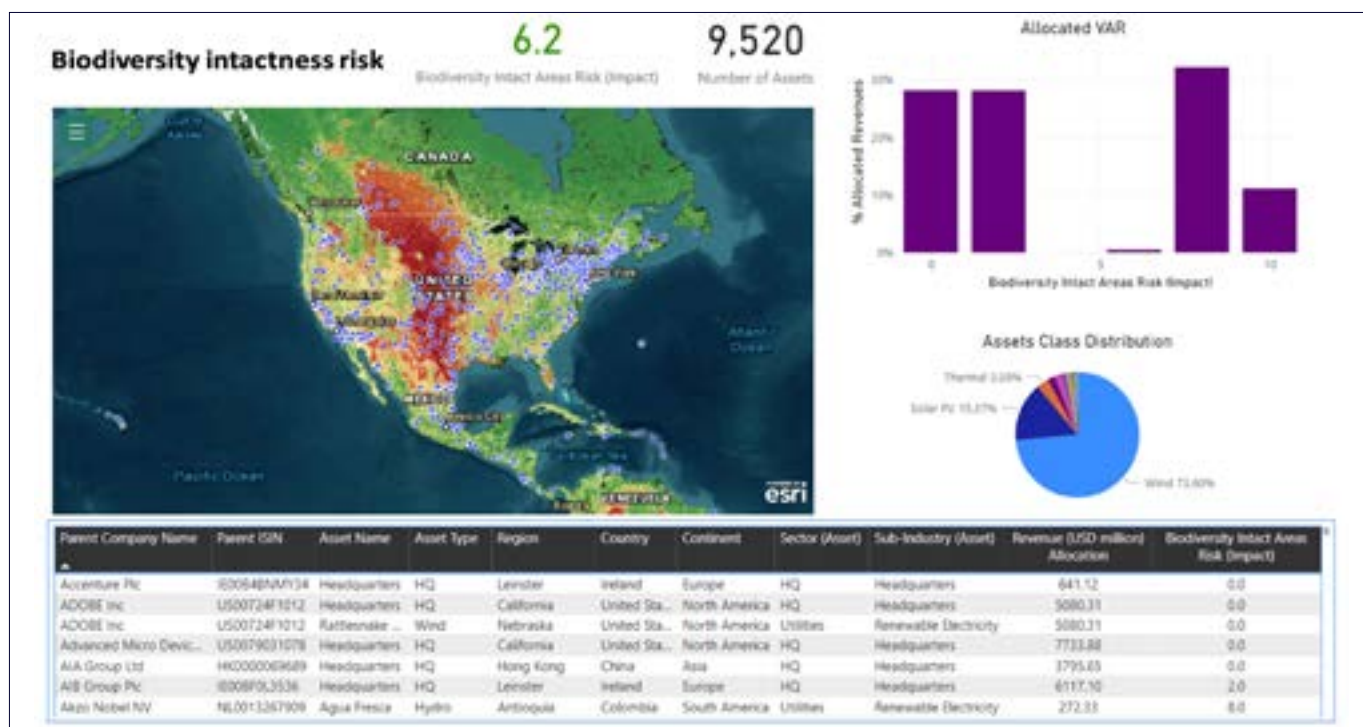 Biodiversity intactness risk
6.2
Biodiversity Intact Areas Risk (Impact)
9,520
Number of Assets
CANADA
UNITED
STATES
MEXICO
Mexico City
VENEZUELA
Pacific Ocean
Atlantic
Ocean
Caribbean Sea
esri
Allocated VAR
% Allocated Revenues
30%
20%
10%
0%
0
5
10
Biodiversity Intact Areas Risk (Impact)
Assets Class Distribution
Solar PV
Wind
Thermal
Parent Company Name Parent ISIN Asset Name Asset Type Region Country Continent Sector (Asset) Sub-Industry (Asset) Revenue (USD million) Allocation Biodiversity Intact Areas Risk (Impact)
Accenture Plc Headquarters HQ Leinster Ireland Europe HQ Headquarters 641.12 0.0
ADOBE Inc US00724F1012 Headquarters HQ California United Sta... North America HQ Headquarters 5080.31 0.0
ADOBE Inc US00724F1012 Rattlesnake ... Wind Nebraska United Sta... North America Utilities Renewable Electricity 5080.31 0.0
Advanced Micro Devic... US0079031078 Headquarters HQ California United Sta... North America HQ Headquarters 7733.88 0.0
AIA Group Ltd HK0000069689 Headquarters HQ Hong Kong China Asia HQ Headquarters 3795.65 0.0
AIB Group Plc Headquarters HQ Leinster Ireland Europe HQ Headquarters 6117.10 2.0
Akzo Nobel NV NL0013267909 Agua Fresca Hydro Antioquia Colombia South America Utilities Renewable Electricity 272.33 8.0